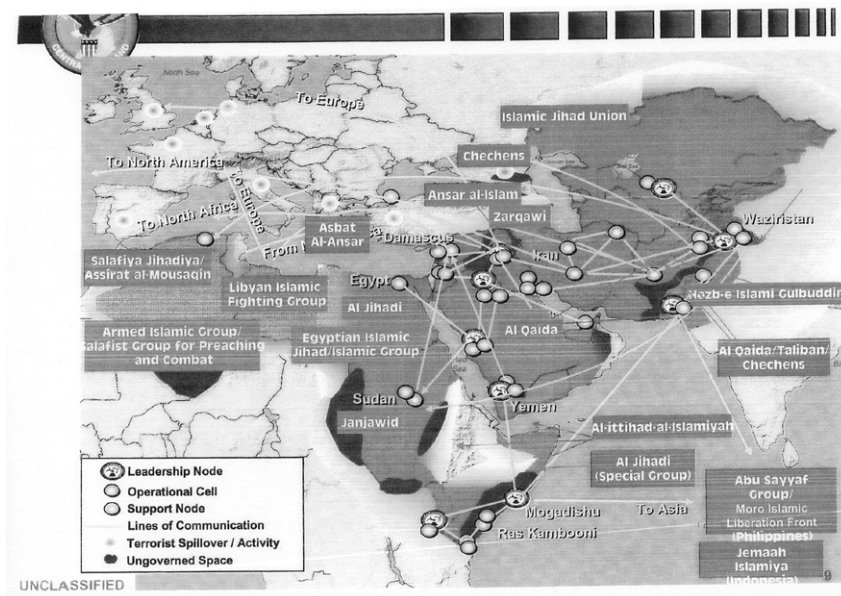 North Sea
To Europe
Islamic Jihad Union
To North America
Chechens
To Europe
Ansar al-Islam
To North Africa
Zarqawi
Waziristan
Asbat
Al-Ansar
Damascus
Iran
Salafiya Jihadiya/
Assirat al-Mousaqin
From
Libyan Islamic
Fighting Group
Egypt
Hezb-e Islami Gulbuddin
Al Jihadi
Armed Islamic Group/
Salafist Group for Preaching
and Combat
Egyptian Islamic
Jihad/Islamic Group
Al Qaida
Al Qaida/Taliban/
Chechens
Sea
Sudan
Yemen
Janjawid
Al-ittihad-al-Islamiyah
Al Jihadi
(Special Group)
Leadership Node
Operational Cell
Support Node
Lines of Communication
Terrorist Spillover / Activity
Ungoverned Space
Mogadishu
To Asia
Ras Kambooni
Abu Sayyaf
Group/
Moro Islamic
Liberation Front
(Philippines)
Jemaah
Islamiya
(Indonesia)
UNCLASSIFIED
9